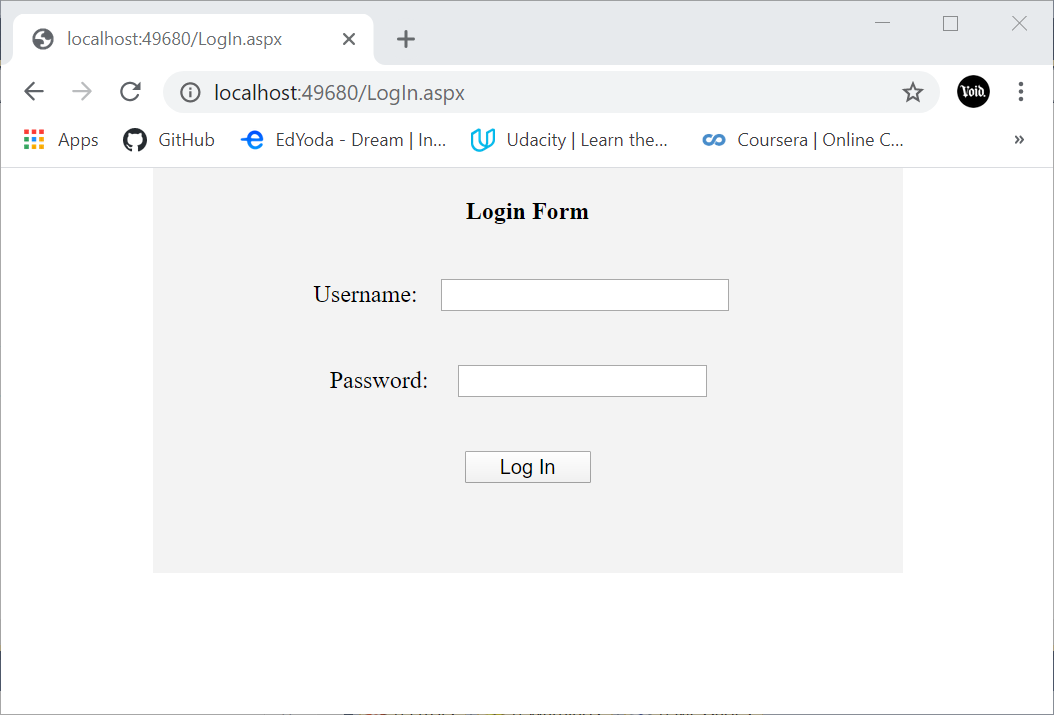 localhost:49680/LogIn.aspx
localhost:49680/LogIn.aspx
Void.
Apps GitHub EdYoda - Dream | In... Udacity | Learn the... Coursera | Online C...
Login Form
Username:
Password:
Log In